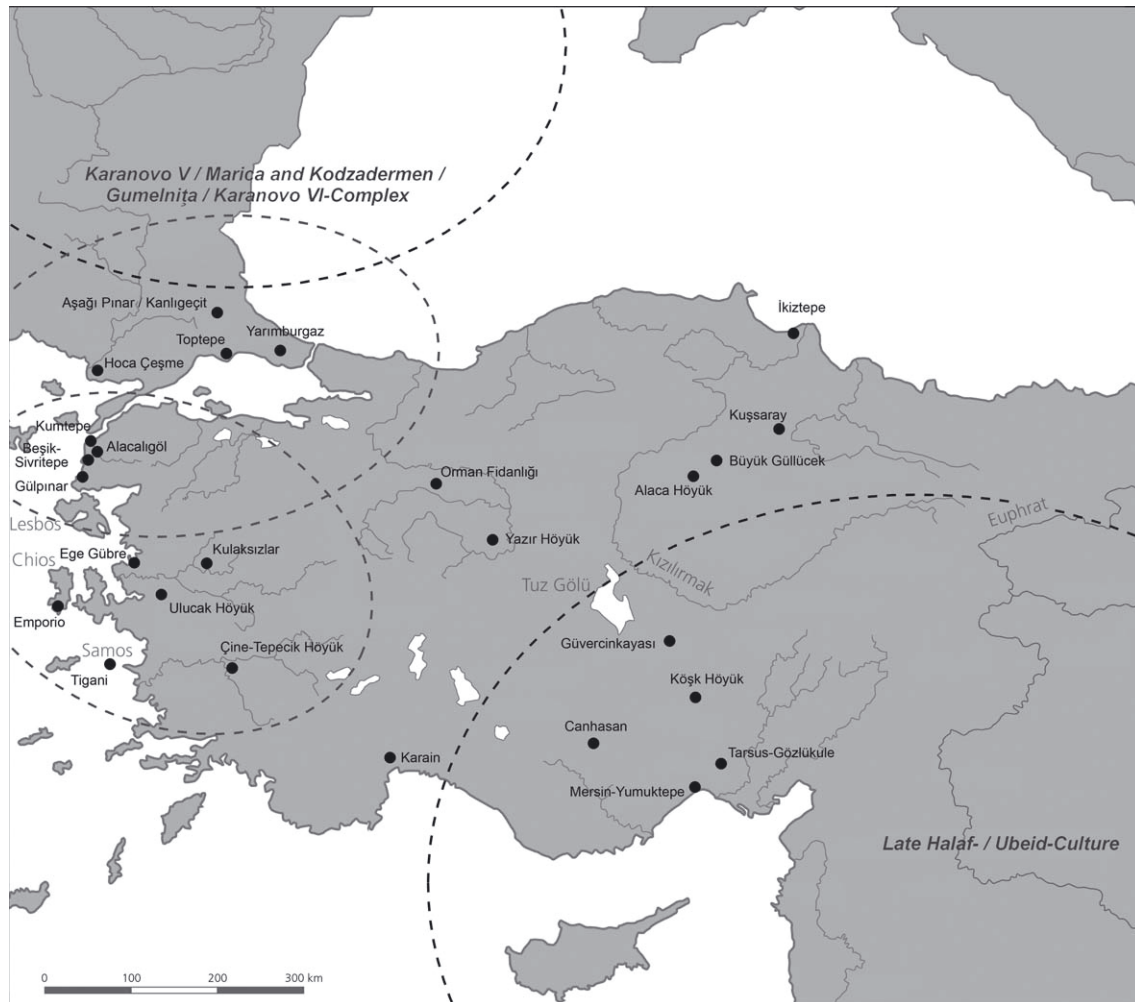 Karanovo V / Marica and Kodzadermen /
Gumelniţa / Karanovo VI-Complex
İkiztepe
Aşağı Pınar / Kanlıgeçit
Toptepe
Yarımburgaz
Hoca Çeşme
Kumtepe
Alacalıgöl
Beşik-
Sivritepe
Gülpınar
Kuşsaray
Büyük Güllücek
Alaca Höyük
Orman Fidanlığı
Yazır Höyük
Lesbos
Chios
Ege Gübre
Kulaksızlar
Ulucak Höyük
Emporio
Samos
Tigani
Çine-Tepecik Höyük
Tuz Gölü
Kızılırmak
Euphrat
Güvercinkayası
Köşk Höyük
Canhasan
Karain
Tarsus-Gözlükule
Mersin-Yumuktepe
Late Halaf- / Ubeid-Culture
0 100 200 300 km